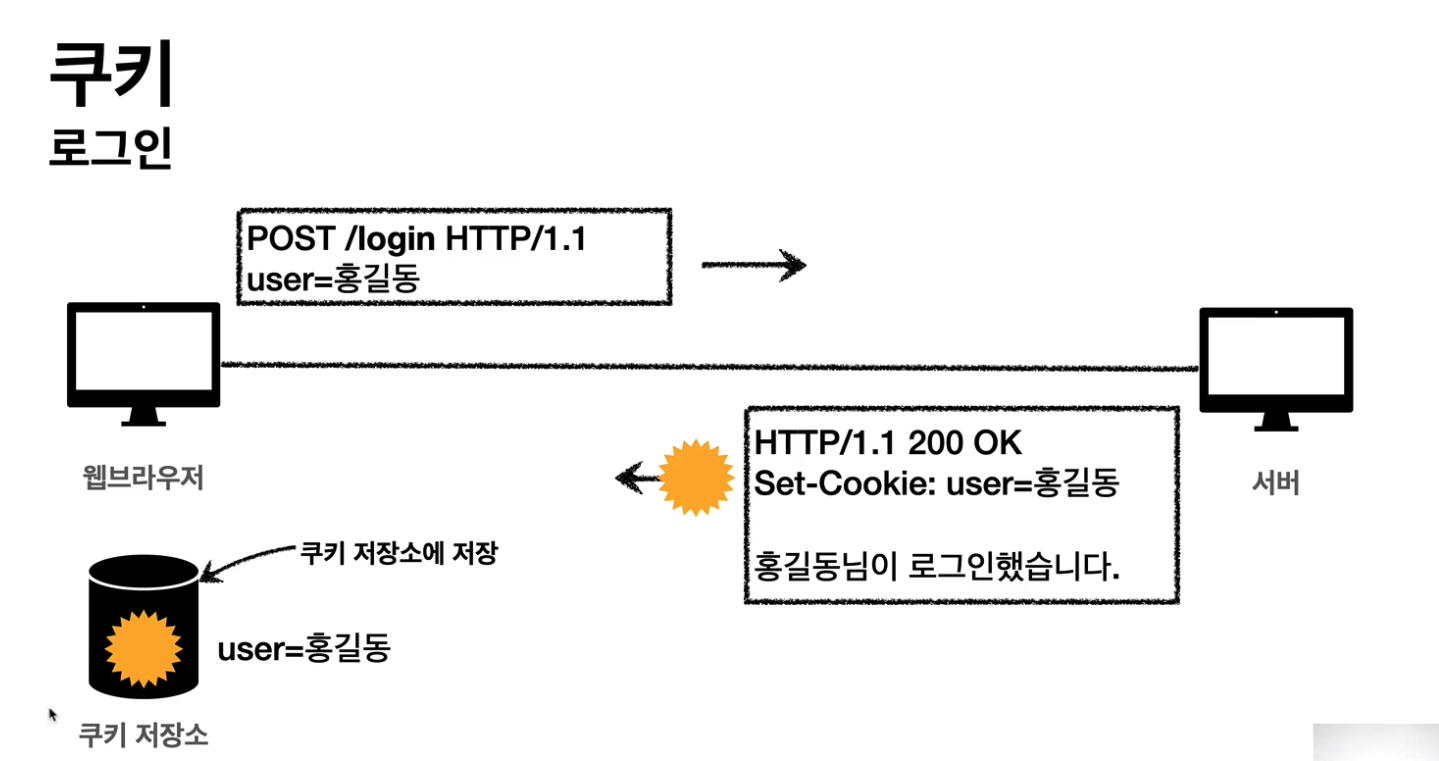 쿠키
로그인
POST /login HTTP/1.1
user=홍길동
웹브라우저
HTTP/1.1 200 OK
Set-Cookie: user=홍길동
홍길동님이 로그인했습니다.
서버
쿠키 저장소에 저장
user=홍길동
쿠키 저장소